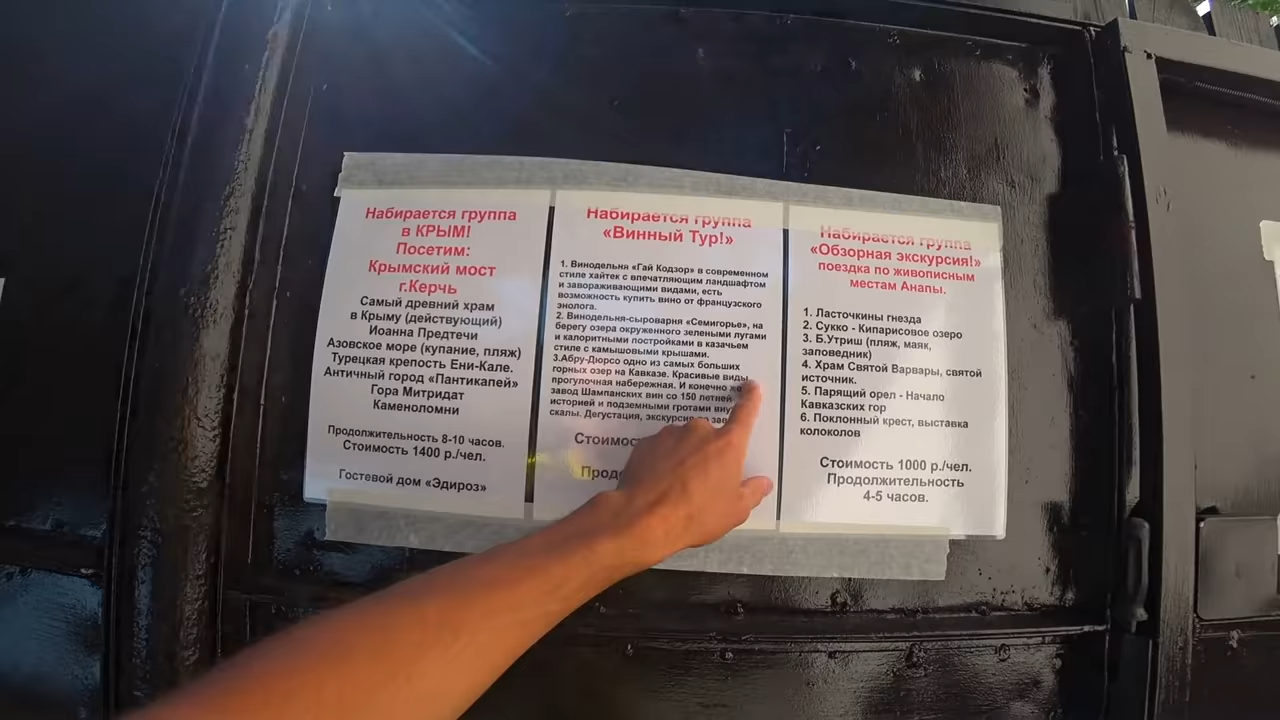 Набирается группа
в КРЫМ!
Посетим:
Крымский мост
г.Керчь
Самый древний храм
в Крыму (действующий)
Иоанна Предтечи
Азовское море (купание, пляж)
Турецкая крепость Ени-Кале.
Античный город «Пантикапей»
Гора Митридат
Каменоломни
Продолжительность 8-10 часов.
Стоимость 1400 р./чел.
Гостевой дом «Эдироз»
Набирается группа
«Винный Тур!»
1. Винодельня «Гай Кодзор» в современном
стиле хайтек с впечатляющим ландшафтом
и завораживающими видами, есть
возможность купить вино от французского
энолога.
2. Винодельня-сыроварня «Семигорье», на
берегу озера окруженного зелеными лугами
и калоритными постройками в казачьем
стиле с камышовыми крышами.
3.Абру-Дюрсо одно из самых больших
горных озер на Кавказе. Красивые виды,
прогулочная набережная. И конечно
завод Шампанских вин со 150 летней
историей и подземными гротами
скалы. Дегустация, экскурсия по
Набирается группа
«Обзорная экскурсия!»
поездка по живописным
местам Анапы.
1. Ласточкины гнезда
2. Сукко - Кипарисовое озеро
3. Б.Утриш (пляж, маяк,
заповедник)
4. Храм Святой Варвары, святой
источник.
5. Парящий орел - Начало
Кавказских гор
6. Поклонный крест, выставка
колоколов
Стоимость 1000 р./чел.
Продолжительность
4-5 часов.